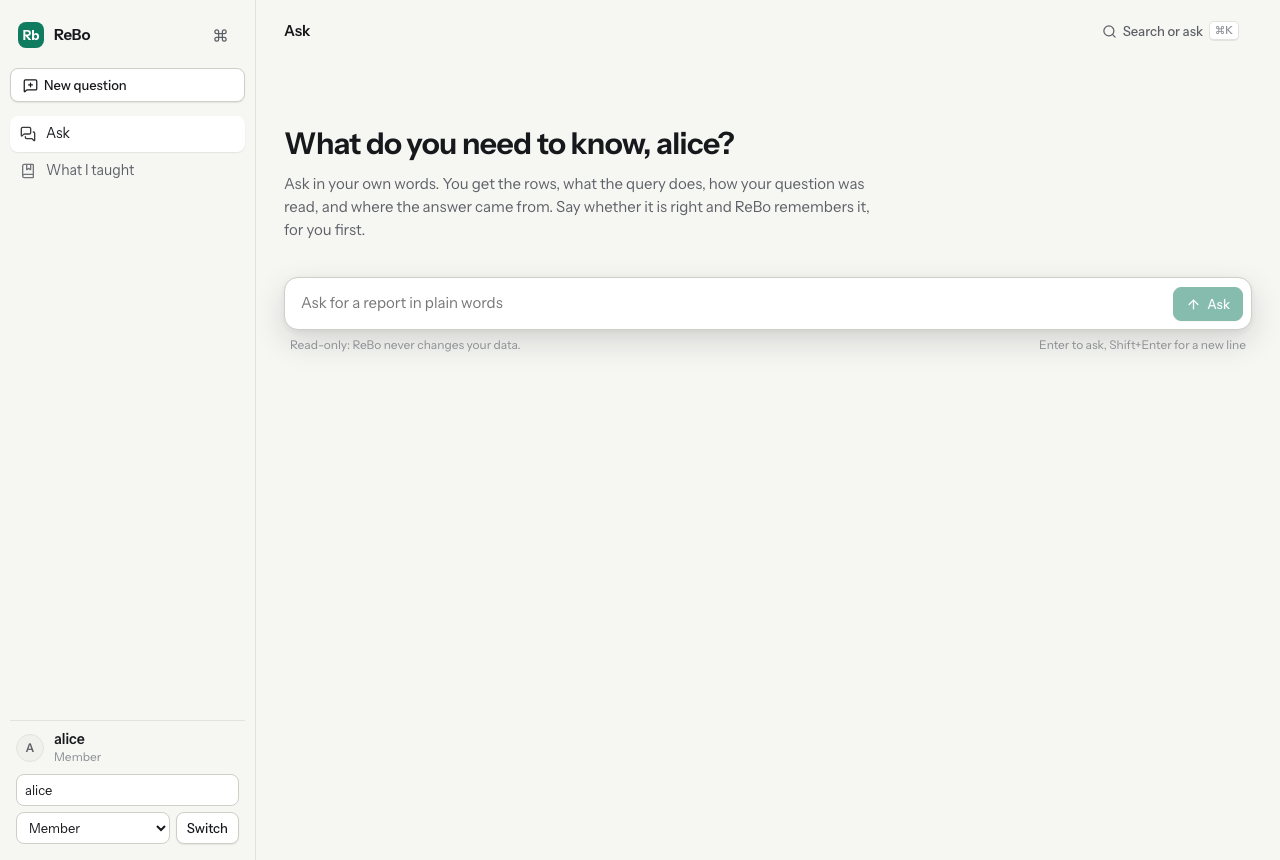 Rb ReBo ⌘
New question
Ask
What I taught
A
alice
Member
alice
Member
Switch
Ask
Search or ask ⌘K
What do you need to know, alice?
Ask in your own words. You get the rows, what the query does, how your question was
read, and where the answer came from. Say whether it is right and ReBo remembers it,
for you first.
Ask for a report in plain words
Ask
Read-only: ReBo never changes your data.
Enter to ask, Shift+Enter for a new line